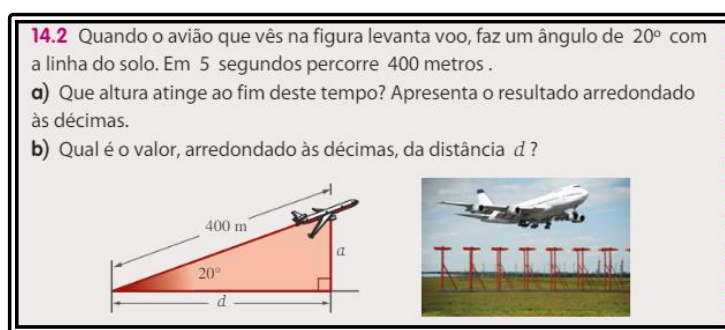 14.2 Quando o avião que vês na figura levanta voo, faz um ângulo de 20º com
a linha do solo. Em 5 segundos percorre 400 metros .
a) Que altura atinge ao fim deste tempo? Apresenta o resultado arredondado
às décimas.
b) Qual é o valor, arredondado às décimas, da distância d ?
400 m
a
20°
d